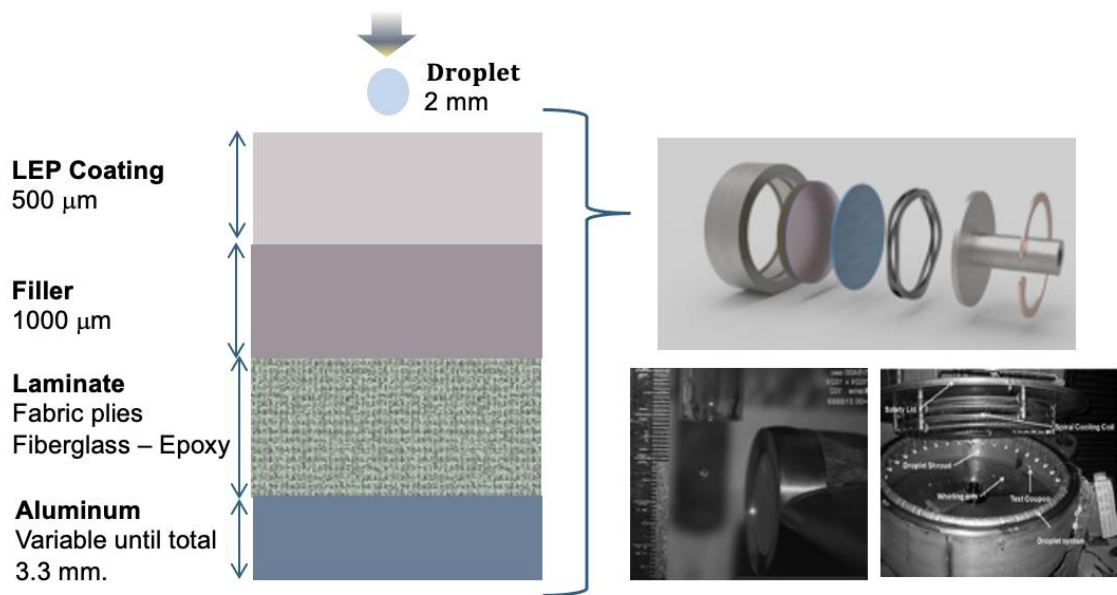 Droplet
2 mm
LEP Coating
500 μm
Filler
1000 μm
Laminate
Fabric plies
Fiberglass – Epoxy
Aluminum
Variable until total
3.3 mm.
Safety Lid
Spiral Cooling Coil
Droplet Shroud
Whirling arm
Test Coupon
Droplet system